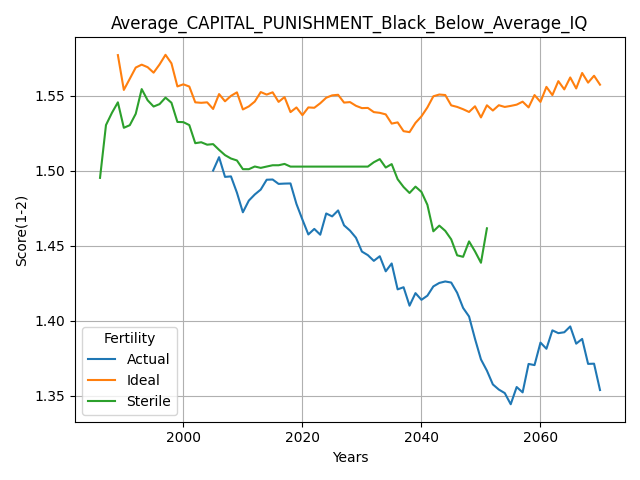 Average_CAPITAL_PUNISHMENT_Black_Below_Average_IQ
Score(1-2)
1.55
1.50
1.45
1.40
1.35
Fertility
Actual
Ideal
Sterile
2000 2020 2040 2060
Years